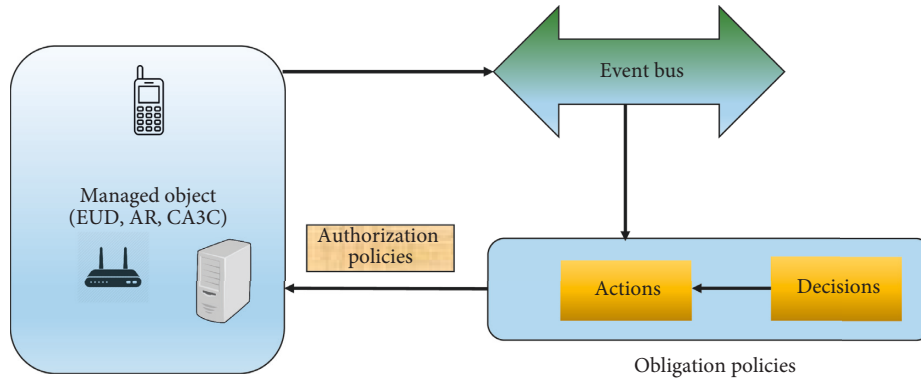 Event bus
Managed object
(EUD, AR, CA3C)
Authorization
policies
Actions
Decisions
Obligation policies